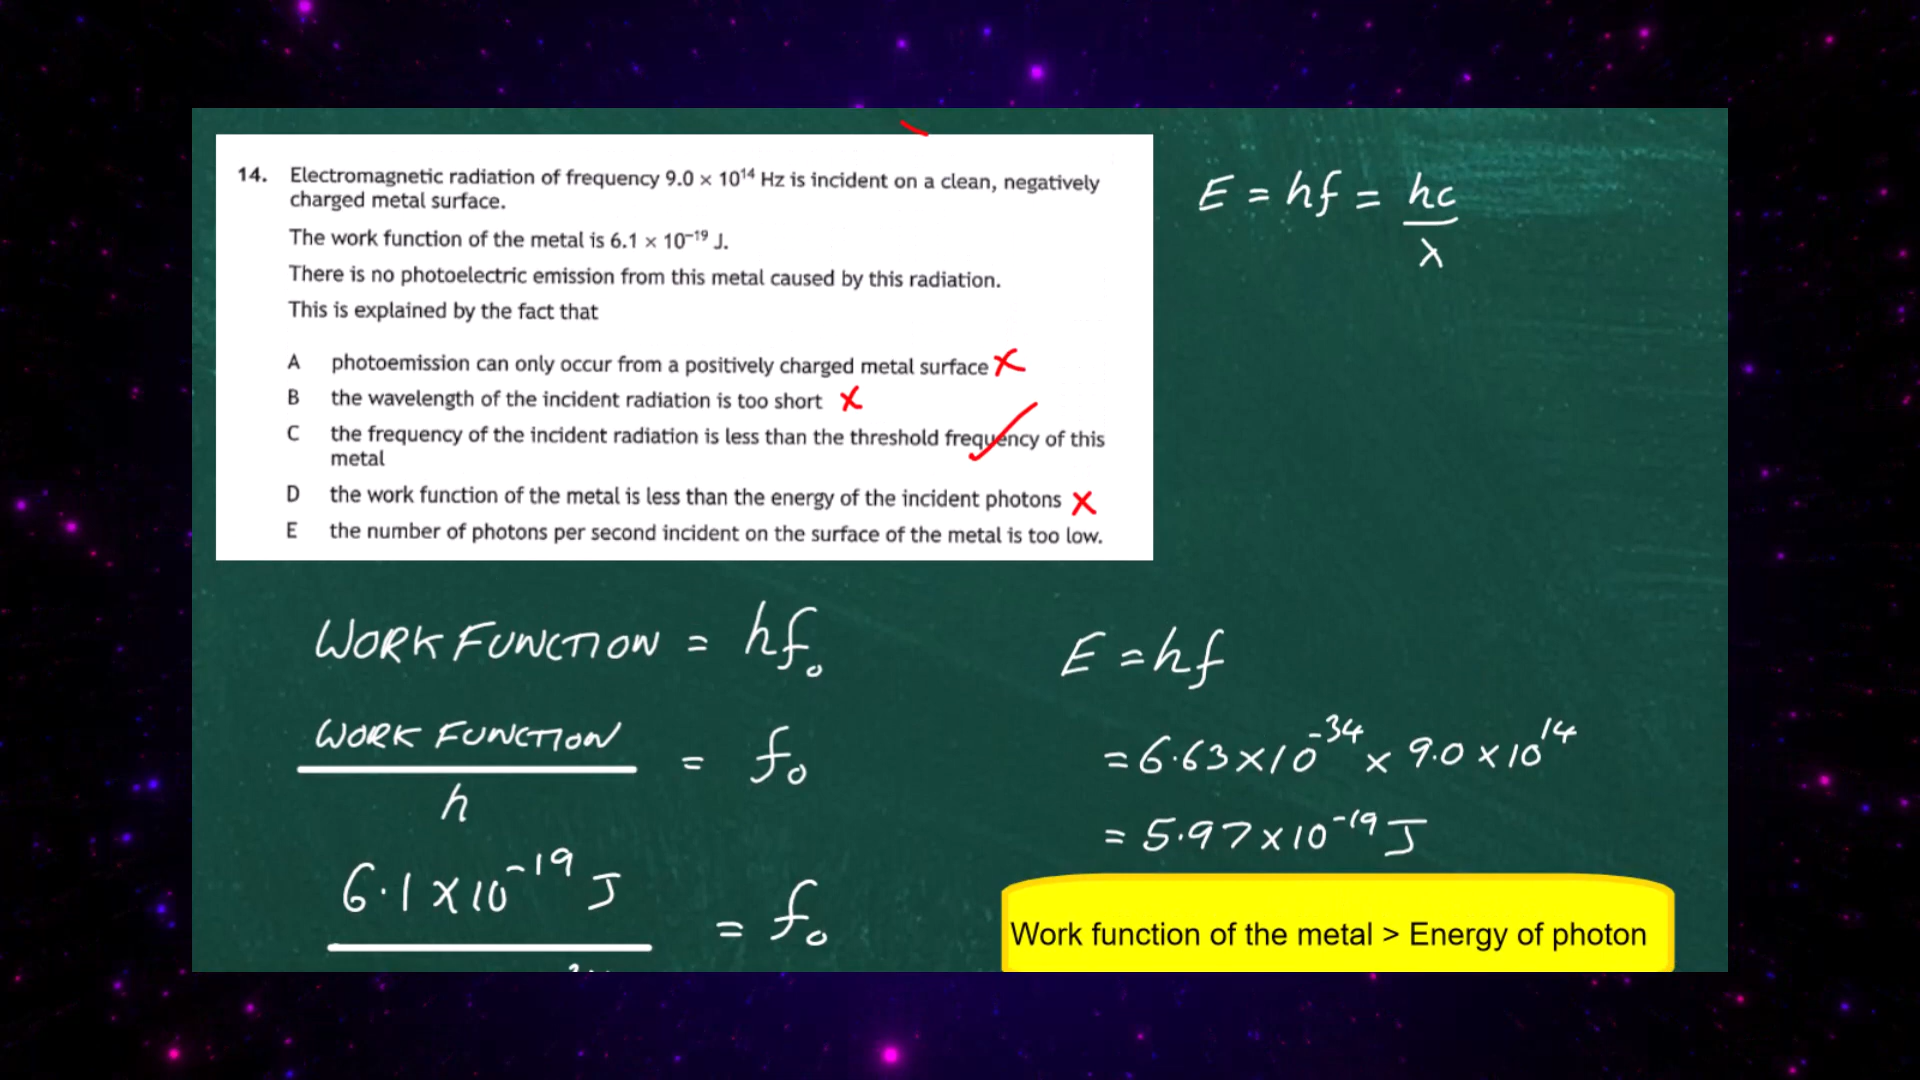 14. Electromagnetic radiation of frequency 9.0 × 10¹⁴ Hz is incident on a clean, negatively
charged metal surface.
The work function of the metal is 6.1 × 10⁻¹⁹ J.
There is no photoelectric emission from this metal caused by this radiation.
This is explained by the fact that
A photoemission can only occur from a positively charged metal surface
B the wavelength of the incident radiation is too short
C the frequency of the incident radiation is less than the threshold frequency of this
metal
D the work function of the metal is less than the energy of the incident photons
E the number of photons per second incident on the surface of the metal is too low.
E = hf = hc
λ
WORK FUNCTION = hf₀
WORK FUNCTION
= f₀
h
6.1 × 10⁻¹⁹ J
= f₀
E = hf
= 6.63 × 10⁻³⁴ × 9.0 × 10¹⁴
= 5.97 × 10⁻¹⁹ J
Work function of the metal > Energy of photon